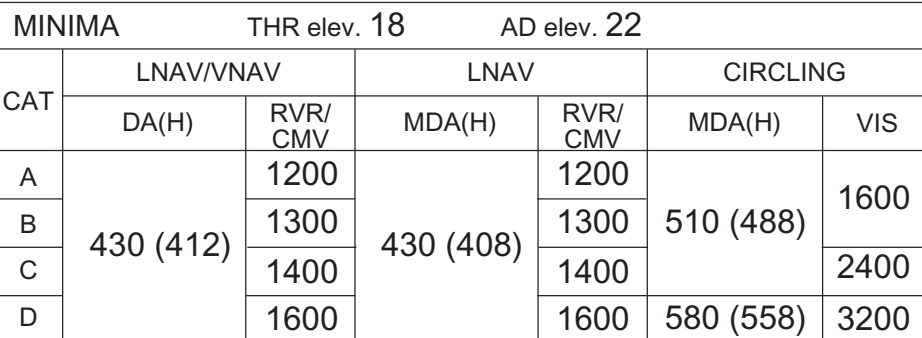 MINIMA THR elev. 18 AD elev. 22
CAT LNAV/VNAV LNAV CIRCLING
DA(H) RVR/CMV MDA(H) RVR/CMV MDA(H) VIS
A 430 (412) 1200 430 (408) 1200 510 (488) 1600
B 1300 1300
C 1400 1400 2400
D 1600 1600 580 (558) 3200